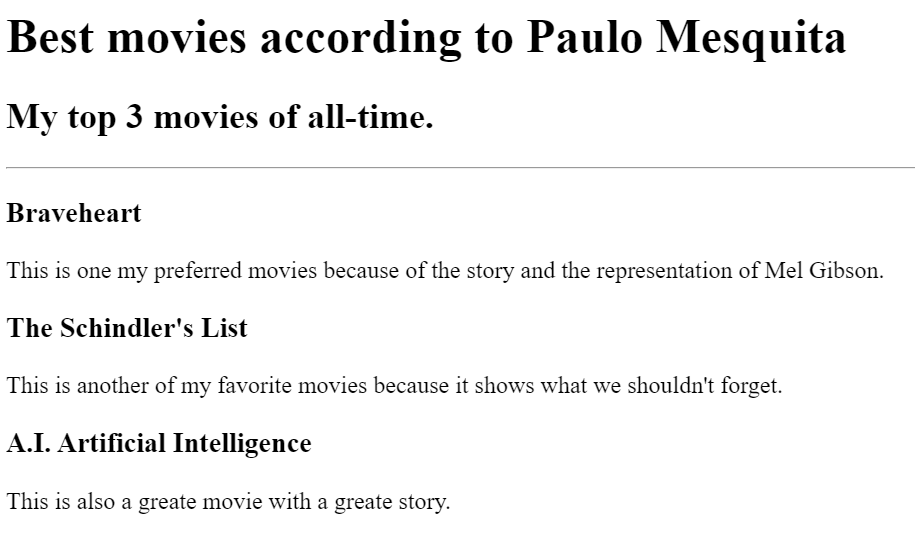 Best movies according to Paulo Mesquita
My top 3 movies of all-time.
Braveheart
This is one my preferred movies because of the story and the representation of Mel Gibson.
The Schindler's List
This is another of my favorite movies because it shows what we shouldn't forget.
A.I. Artificial Intelligence
This is also a greate movie with a greate story.